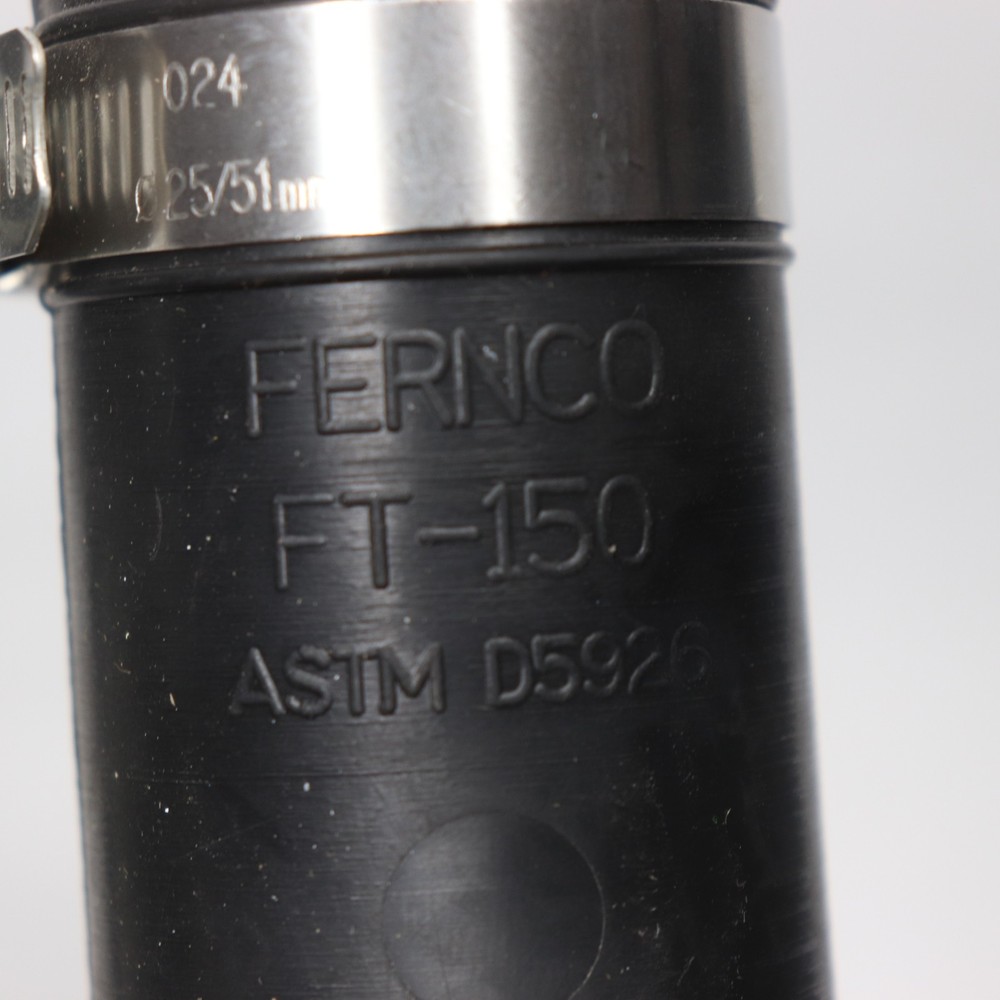 024
Ø 25/51mm
FERNCO
FT-150
ASTM D5926